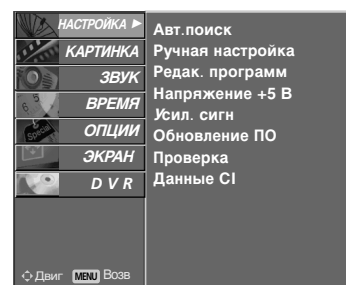 НАСТРОЙКА ►
КАРТИНКА
ЗВУК
ВРЕМЯ
ОПЦИИ
ЭКРАН
D V R
Авт.поиск
Ручная настройка
Редак. программ
Напряжение +5 В
Усил. сигн
Обновление ПО
Проверка
Данные CI
Двиг MENU Возв